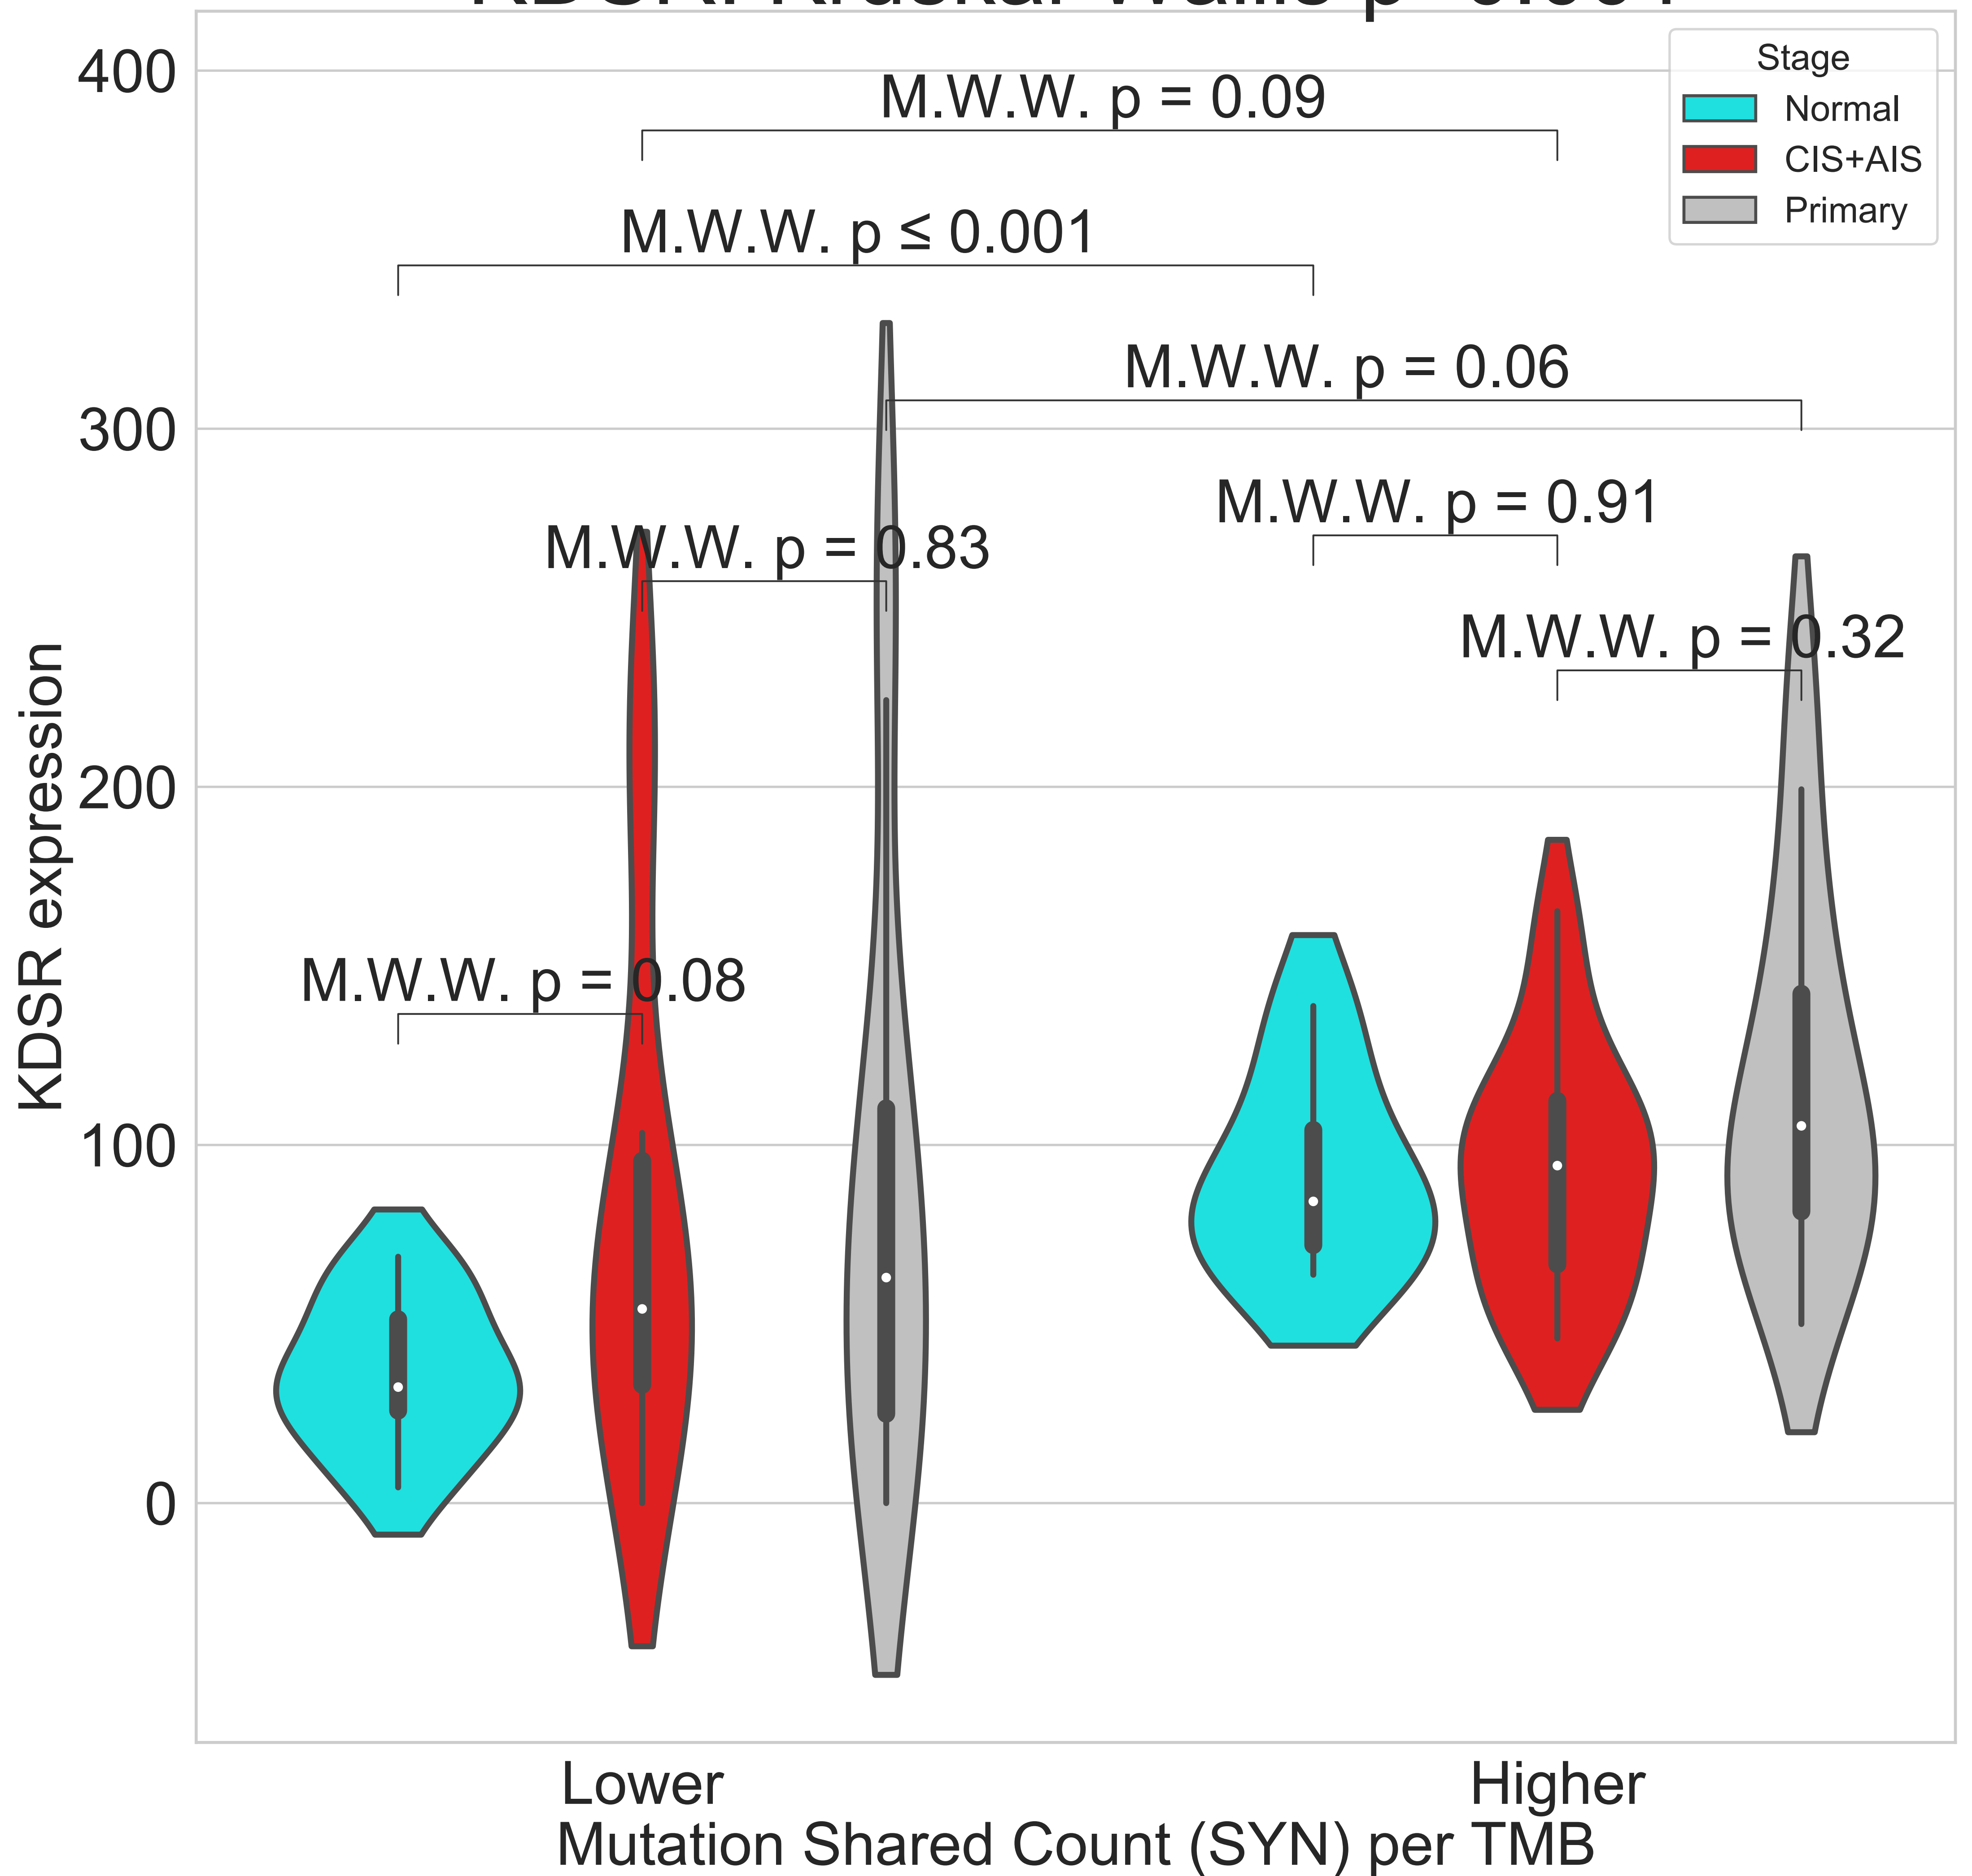 400
300
200
100
0
KDSR expression
Stage
Normal
CIS+AIS
Primary
M.W.W. p = 0.09
M.W.W. p ≤ 0.001
M.W.W. p = 0.06
M.W.W. p = 0.91
M.W.W. p = 0.83
M.W.W. p = 0.32
M.W.W. p = 0.08
Lower
Higher
Mutation Shared Count (SYN) per TMB